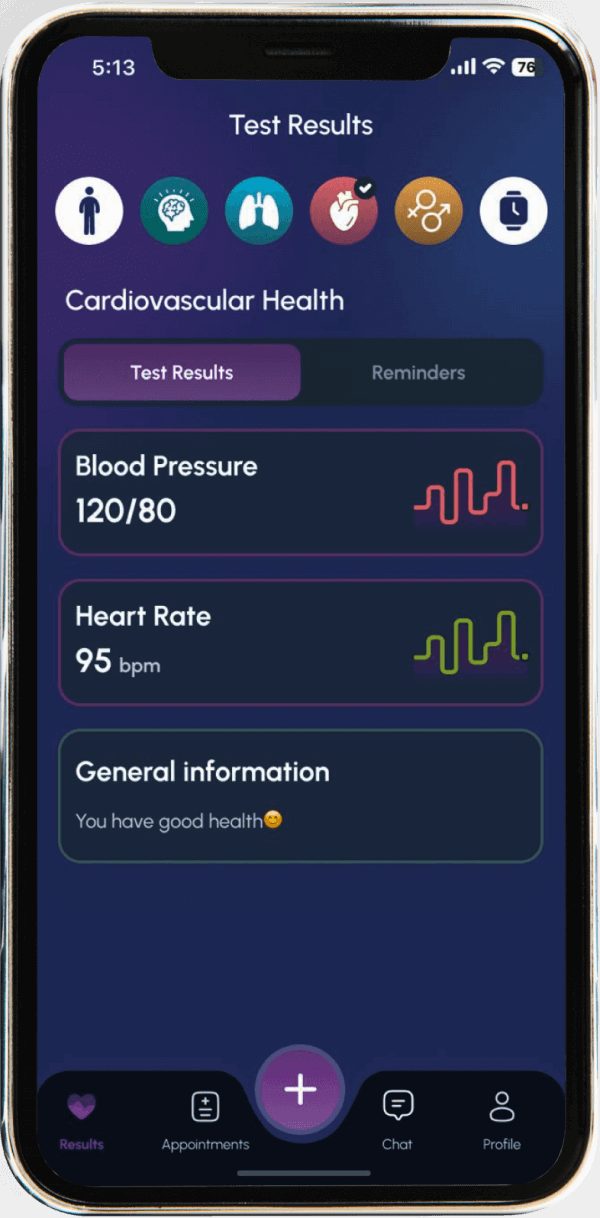 5:13
76
Test Results
Cardiovascular Health
Test Results
Reminders
Blood Pressure
120/80
Heart Rate
95 bpm
General information
You have good health😊
Results
Appointments
Chat
Profile